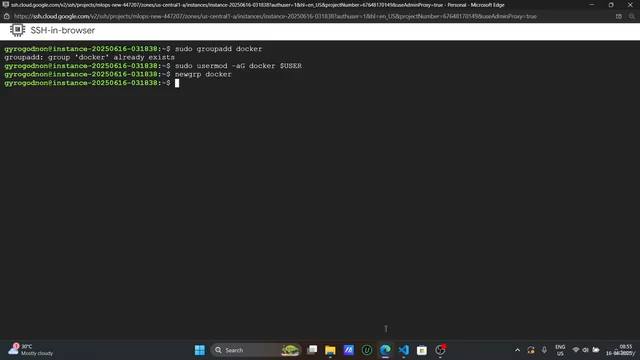 ssh.cloud.google.com/v2/ssh/projects/mlops-new-447207/zones/us-central1-a/instances/instance-20250616-031838?authuser=1&hl=en_US&projectNumber=676481701498&useAdminProxy=true - Personal - Microsoft Edge
SSH-in-browser
gyrogodnon@instance-20250616-031838:~$ sudo groupadd docker
groupadd: group 'docker' already exists
gyrogodnon@instance-20250616-031838:~$ sudo usermod -aG docker $USER
gyrogodnon@instance-20250616-031838:~$ newgrp docker
gyrogodnon@instance-20250616-031838:~$
30°C
Mostly cloudy
Search
ENG
US
08:55